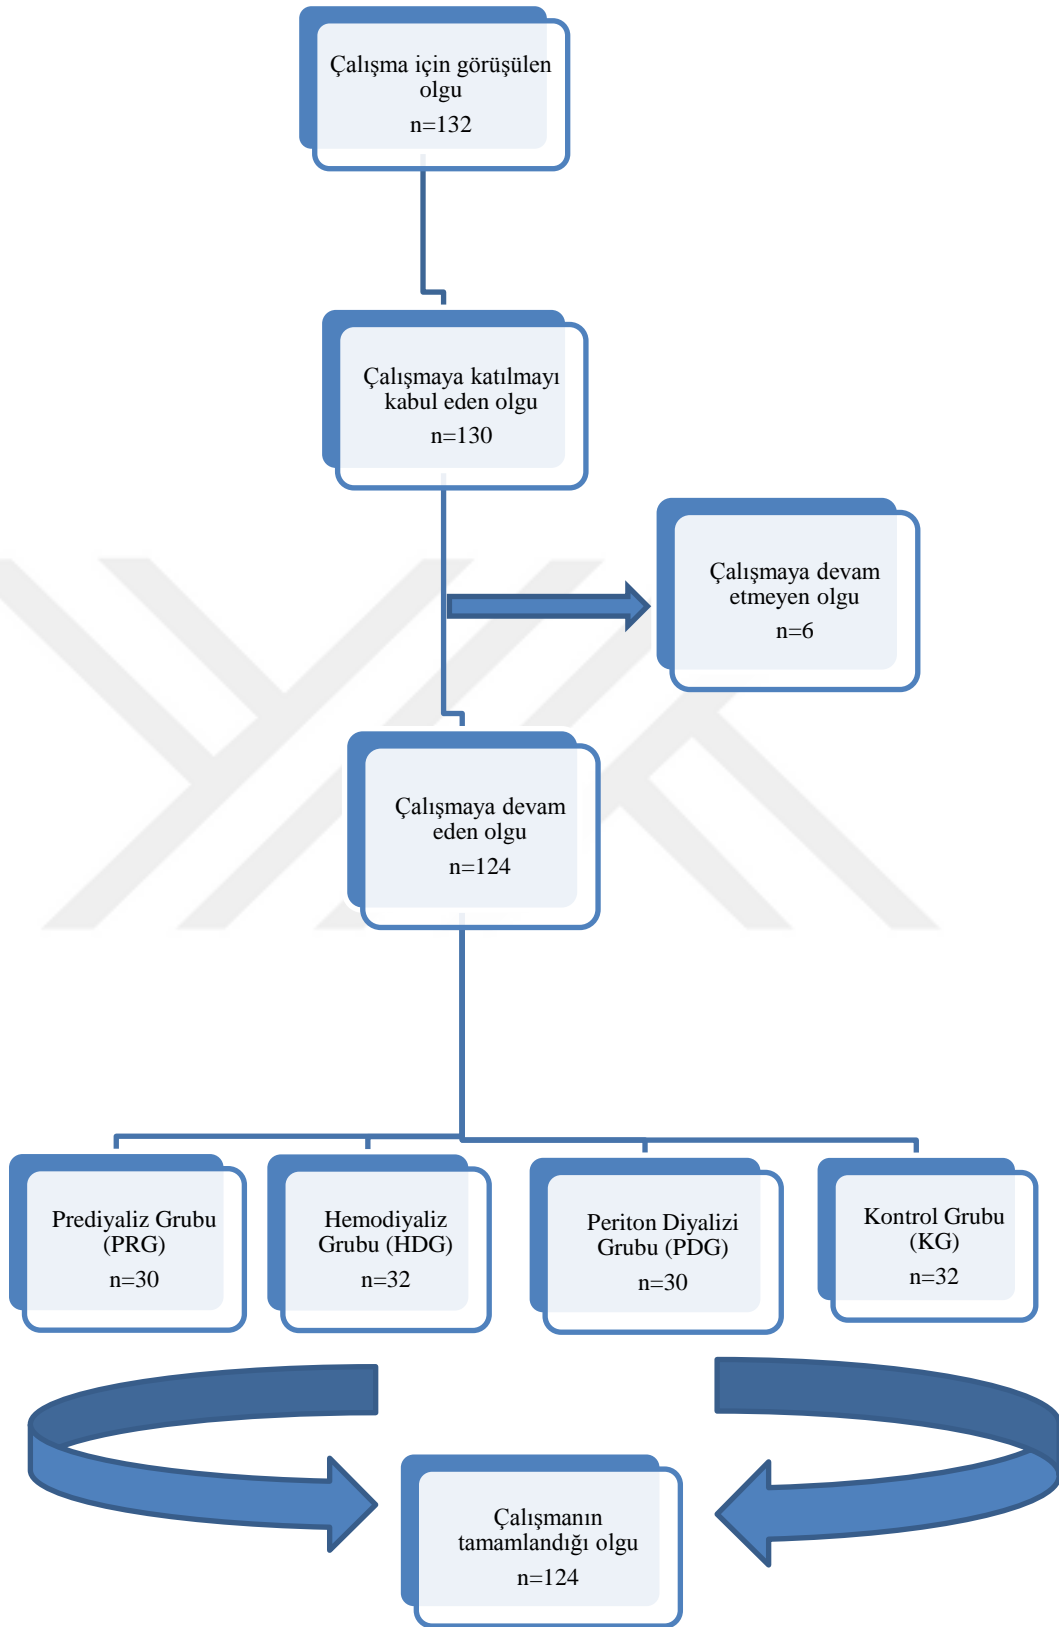 Çalışma için görüşülen
olgu
n=132
Çalışmaya katılmayı
kabul eden olgu
n=130
Çalışmaya devam
etmeyen olgu
n=6
Çalışmaya devam
eden olgu
n=124
Prediyaliz Grubu
(PRG)
n=30
Hemodiyaliz
Grubu (HDG)
n=32
Periton Diyalizi
Grubu (PDG)
n=30
Kontrol Grubu
(KG)
n=32
Çalışmanın
tamamlandığı olgu
n=124